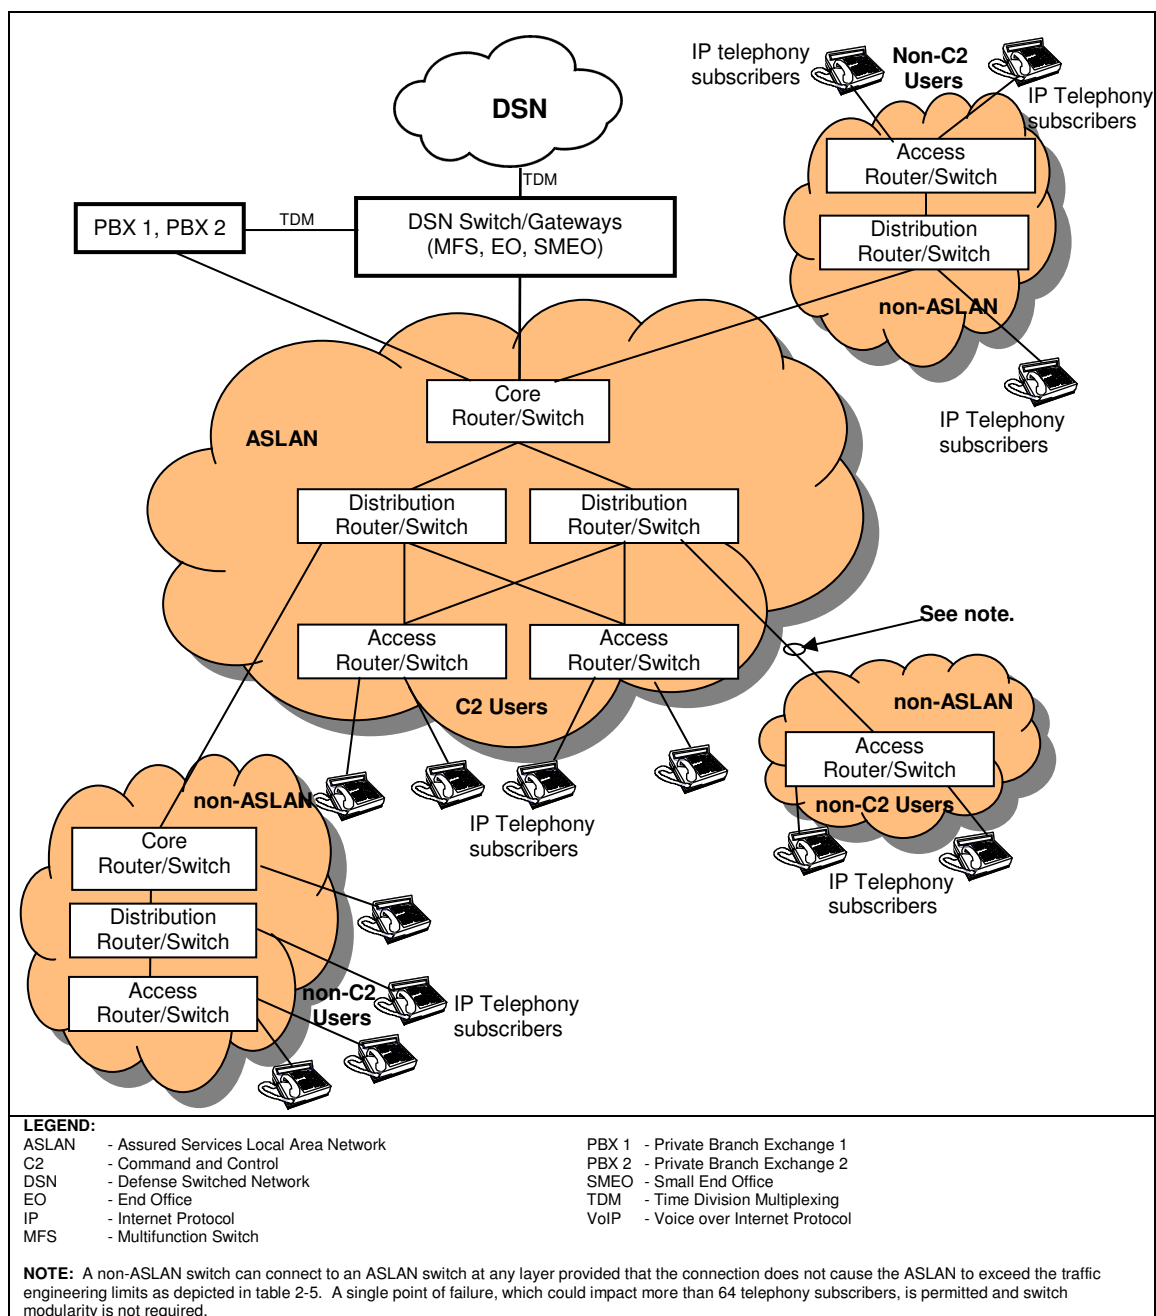 DSN
TDM
PBX 1, PBX 2
TDM
DSN Switch/Gateways
(MFS, EO, SMEO)
IP telephony
subscribers
Non-C2
Users
IP Telephony
subscribers
Access
Router/Switch
Distribution
Router/Switch
non-ASLAN
IP Telephony
subscribers
Core
Router/Switch
ASLAN
Distribution
Router/Switch
Distribution
Router/Switch
Access
Router/Switch
Access
Router/Switch
C2 Users
See note.
non-ASLAN
Access
Router/Switch
non-C2 Users
IP Telephony
subscribers
IP Telephony
subscribers
non-ASLAN
Core
Router/Switch
Distribution
Router/Switch
Access
Router/Switch
non-C2
Users
IP Telephony
subscribers
LEGEND:
ASLAN - Assured Services Local Area Network
C2 - Command and Control
DSN - Defense Switched Network
EO - End Office
IP - Internet Protocol
MFS - Multifunction Switch
PBX 1 - Private Branch Exchange 1
PBX 2 - Private Branch Exchange 2
SMEO - Small End Office
TDM - Time Division Multiplexing
VoIP - Voice over Internet Protocol
NOTE: A non-ASLAN switch can connect to an ASLAN switch at any layer provided that the connection does not cause the ASLAN to exceed the traffic
engineering limits as depicted in table 2-5. A single point of failure, which could impact more than 64 telephony subscribers, is permitted and switch
modularity is not required.